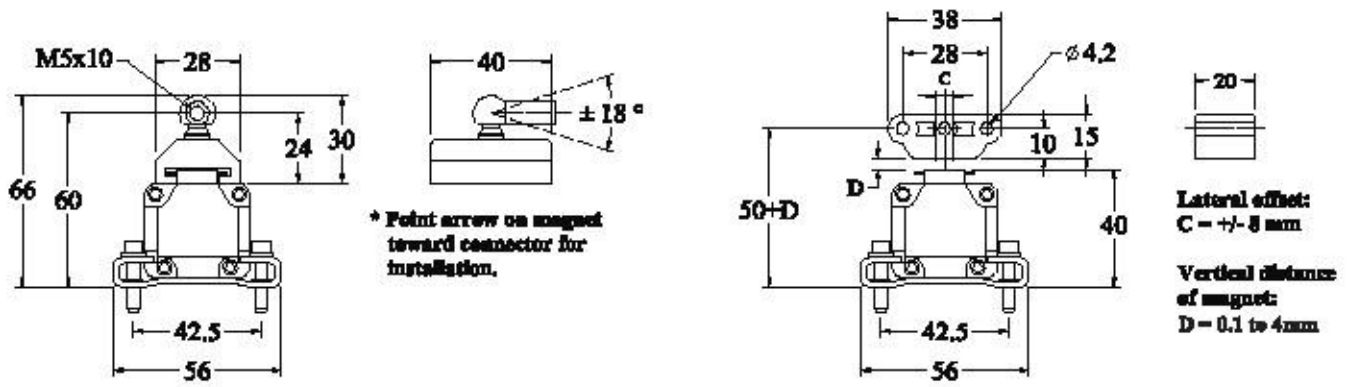 M5x10
28
40
± 18 °
66
60
24
30
* Point arrow on magnet
toward connector for
installation.
42,5
56
38
28
C
Ø 4,2
20
10
15
D
50+D
40
Lateral offset:
C = +/- 8 mm
Vertical distance
of magnet:
D = 0.1 to 4mm
42,5
56